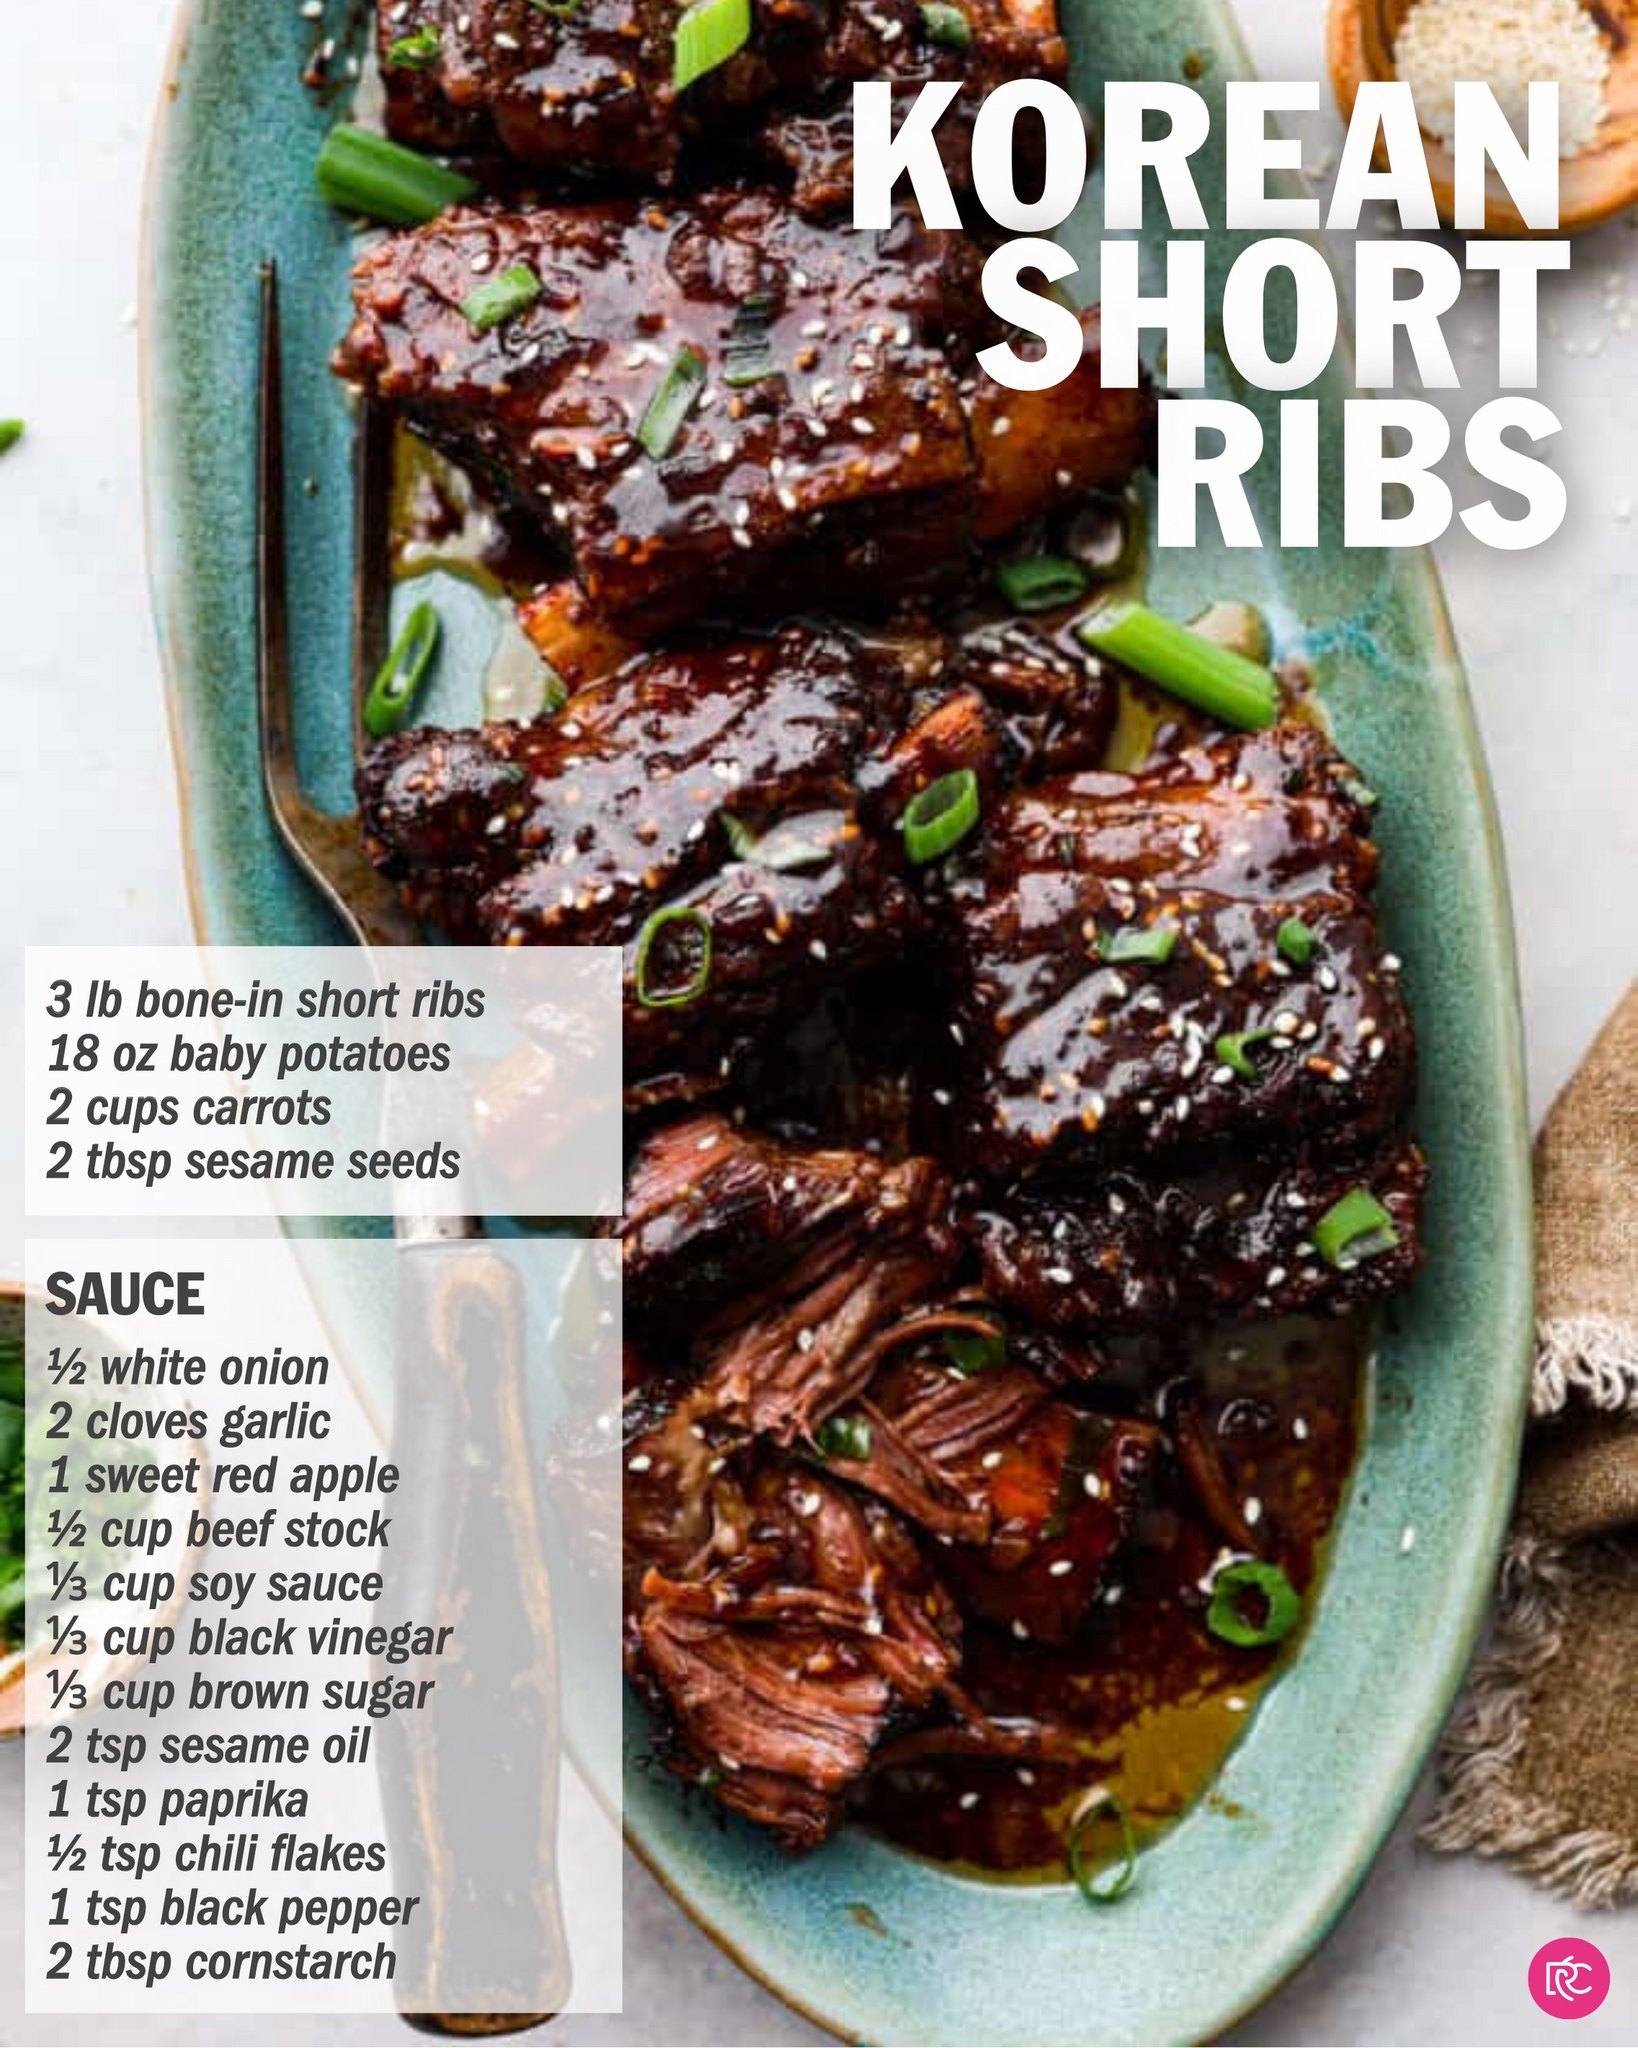 KOREAN
SHORT
RIBS
3 lb bone-in short ribs
18 oz baby potatoes
2 cups carrots
2 tbsp sesame seeds
SAUCE
½ white onion
2 cloves garlic
1 sweet red apple
½ cup beef stock
⅓ cup soy sauce
⅓ cup black vinegar
⅓ cup brown sugar
2 tsp sesame oil
1 tsp paprika
½ tsp chili flakes
1 tsp black pepper
2 tbsp cornstarch